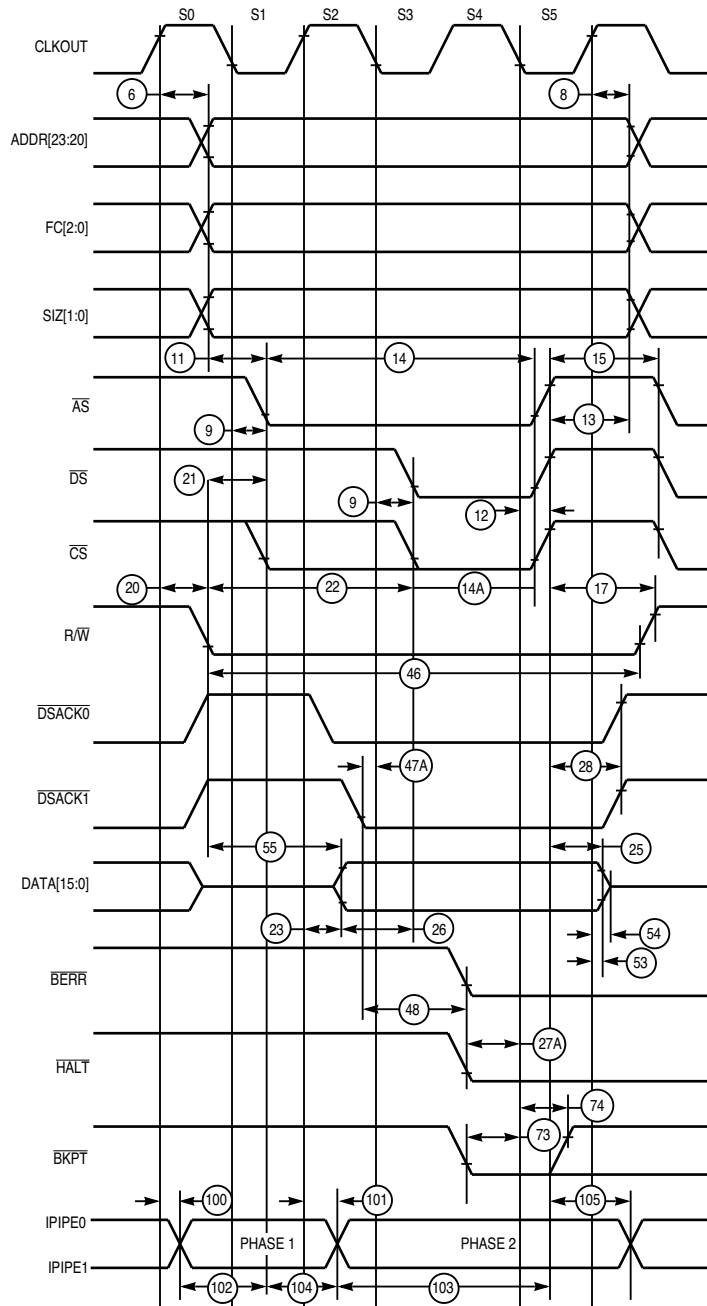 S0 S1 S2 S3 S4 S5
CLKOUT
6 8
ADDR[23:20]
FC[2:0]
SIZ[1:0]
11 14 15
AS
13
9
DS
21
9
12
CS
20 22 14A 17
R/W
46
DSACK0
47A 28
DSACK1
55 25
DATA[15:0]
23 26 54
53
BERR
48
27A
HALT
74
73
BKPT
100 101 105
IPIPE0
PHASE 1 PHASE 2
IPIPE1
102 104 103